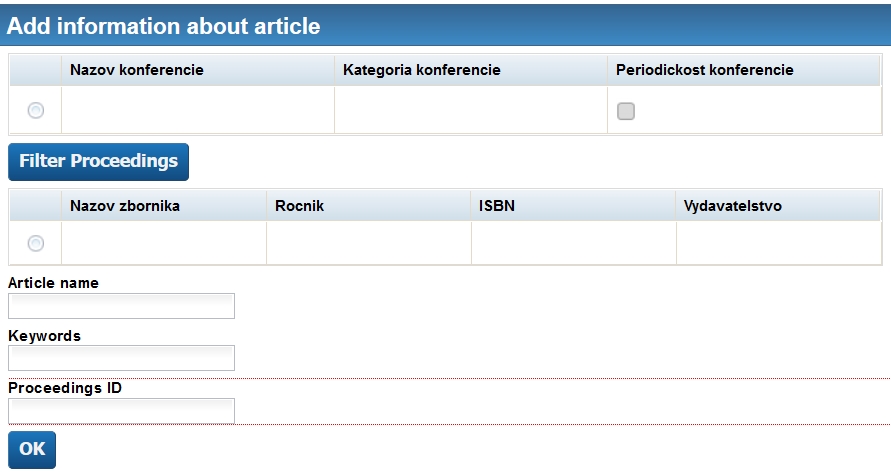 Add information about article
Nazov konferencie Kategoria konferencie Periodickost konferencie
Filter Proceedings
Nazov zbornika Rocnik ISBN Vydavatelstvo
Article name
Keywords
Proceedings ID
OK